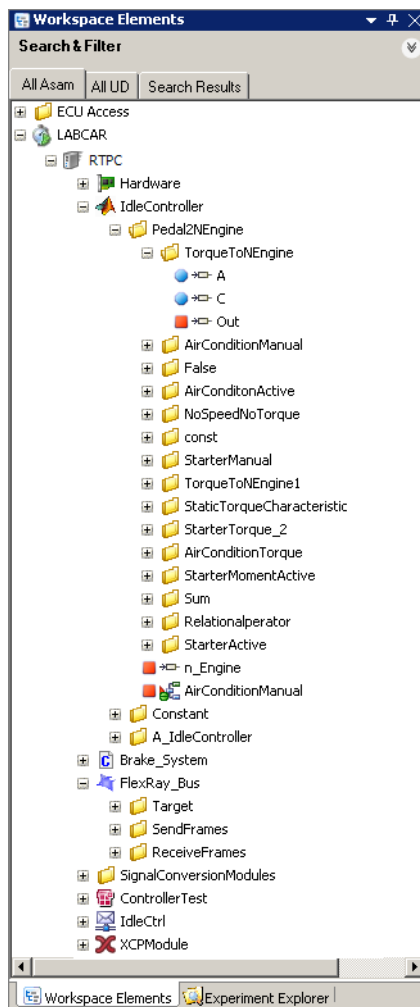 Workspace Elements
Search & Filter
All Asam All UD Search Results
ECU Access
LABCAR
RTPC
Hardware
IdleController
Pedal2NEngine
TorqueToNEngine
A
C
Out
AirConditionManual
False
AirConditonActive
NoSpeedNoTorque
const
StarterManual
TorqueToNEngine1
StaticTorqueCharacteristic
StarterTorque_2
AirConditionTorque
StarterMomentActive
Sum
Relationalperator
StarterActive
n_Engine
AirConditionManual
Constant
A_IdleController
C Brake_System
FlexRay_Bus
Target
SendFrames
ReceiveFrames
SignalConversionModules
ControllerTest
IdleCtrl
XCPModule
Workspace Elements Experiment Explorer